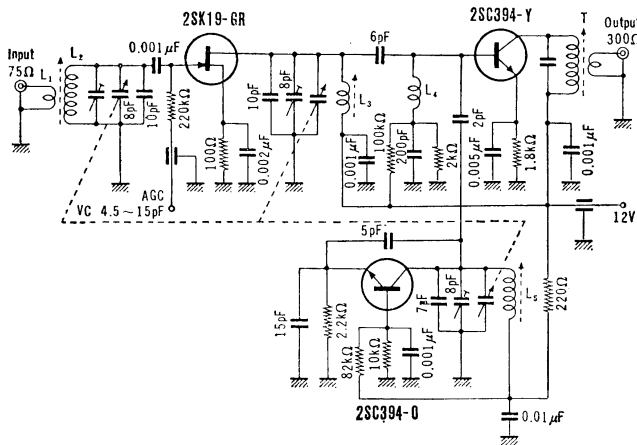 2SK19-GR
2SC394-Y
T
Output
300Ω
Input
75Ω
L₁
L₂
0.001μF
8pF
10pF
220kΩ
AGC
VC 4.5~15pF
100Ω
0.002μF
10pF
8pF
6pF
L₃
0.001μF
100kΩ
200pF
L₄
2kΩ
2pF
0.005μF
1.8kΩ
0.001μF
12V
5pF
15pF
2.2kΩ
82kΩ
10kΩ
0.001μF
7pF
8pF
L₅
220Ω
2SC394-O
0.01μF